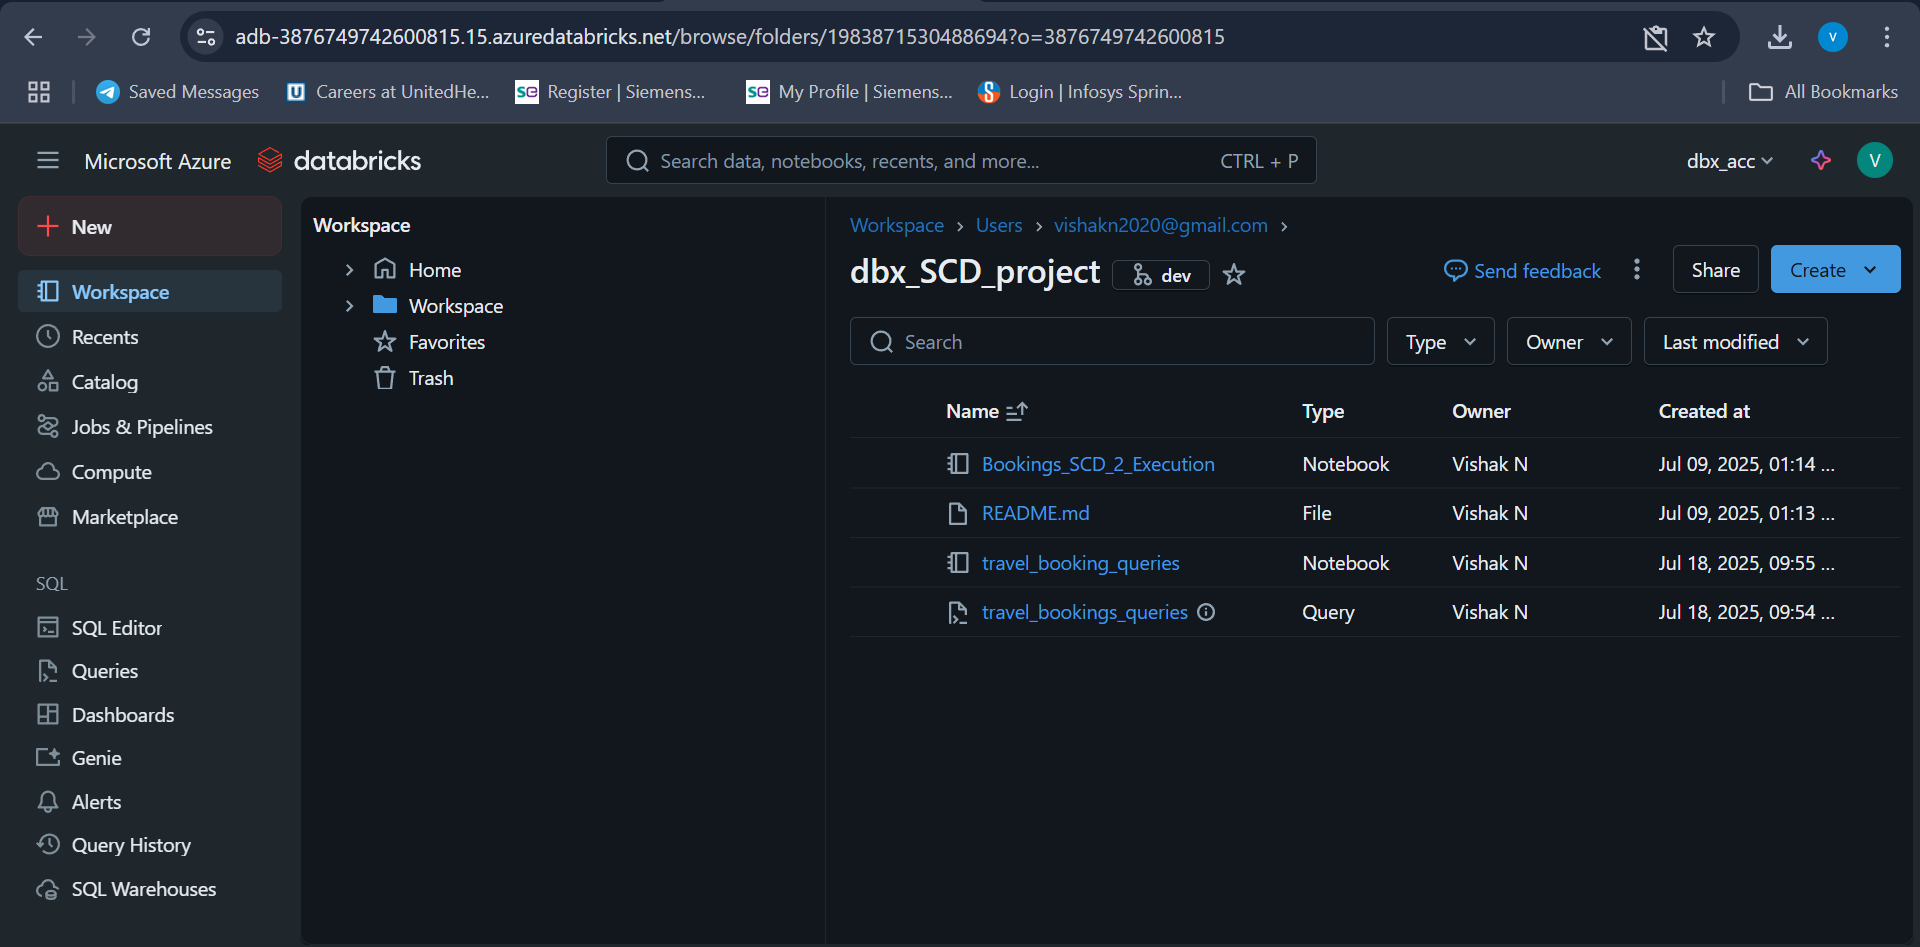 adb-3876749742600815.15.azuredatabricks.net/browse/folders/1983871530488694?o=3876749742600815
V
Saved Messages
U
Careers at UnitedHe...
se
Register | Siemens...
se
My Profile | Siemens...
Login | Infosys Sprin...
All Bookmarks
Microsoft Azure
databricks
Search data, notebooks, recents, and more...
CTRL + P
dbx_acc
V
New
Workspace
Recents
Catalog
Jobs & Pipelines
Compute
Marketplace
SQL
SQL Editor
Queries
Dashboards
Genie
Alerts
Query History
SQL Warehouses
Workspace
Home
Workspace
Favorites
Trash
Workspace > Users > vishakn2020@gmail.com >
dbx_SCD_project
dev
Send feedback
Share
Create
Search
Type
Owner
Last modified
Name Type Owner Created at
Bookings_SCD_2_Execution Notebook Vishak N Jul 09, 2025, 01:14 ...
README.md File Vishak N Jul 09, 2025, 01:13 ...
travel_booking_queries Notebook Vishak N Jul 18, 2025, 09:55 ...
travel_bookings_queries Query Vishak N Jul 18, 2025, 09:54 ...